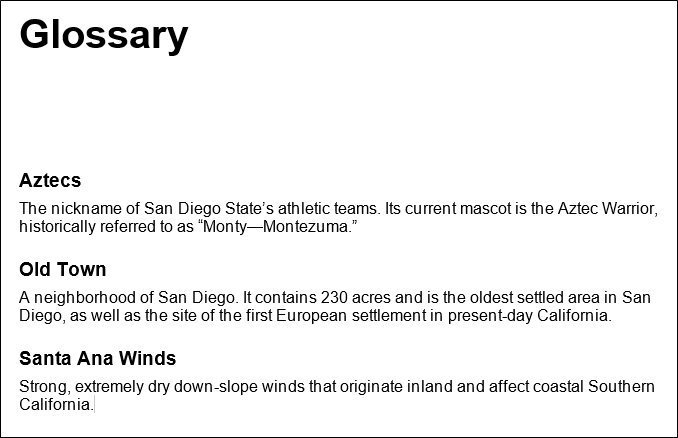 Glossary
Aztecs
The nickname of San Diego State’s athletic teams. Its current mascot is the Aztec Warrior,
historically referred to as “Monty—Montezuma.”
Old Town
A neighborhood of San Diego. It contains 230 acres and is the oldest settled area in San
Diego, as well as the site of the first European settlement in present-day California.
Santa Ana Winds
Strong, extremely dry down-slope winds that originate inland and affect coastal Southern
California.